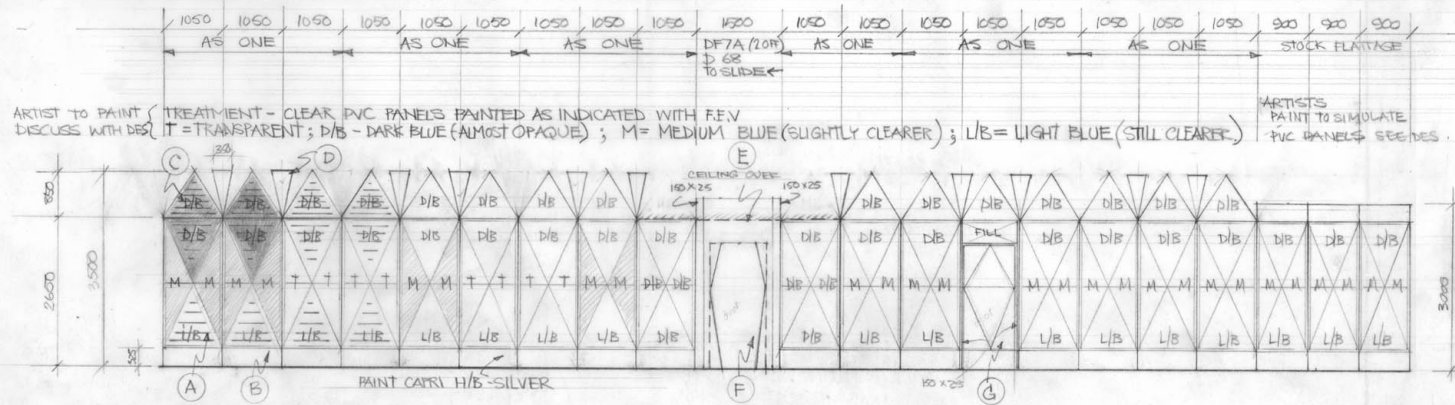 1050 1050 1050 1050 1050 1050 1050 1050 1050 1500 1050 1050 1050 1050 1050 1050 1050 1050 900 900 900
AS ONE AS ONE AS ONE DF7A (2OFF) AS ONE AS ONE AS ONE STOCK FLATTAGE
D 68
TO SLIDE
ARTIST TO PAINT { TREATMENT - CLEAR PVC PANELS PAINTED AS INDICATED WITH F.E.V
DISCUSS WITH DES { T = TRANSPARENT ; D/B - DARK BLUE (ALMOST OPAQUE) ; M = MEDIUM BLUE (SLIGHTLY CLEARER) ; L/B = LIGHT BLUE (STILL CLEARER)
ARTISTS
PAINT TO SIMULATE
PVC PANELS SEE DES
C D E
CEILING OVER
150 X 25 150 X 25
D/B D/B D/B D/B D/B D/B D/B D/B D/B D/B D/B D/B D/B D/B D/B
D/B D/B D/B D/B D/B D/B D/B D/B D/B D/B D/B D/B FILL D/B D/B D/B D/B D/B D/B D/B
M M M M T T T T M M T T T T M M D/B D/B D/B D/B M M M M M M M M M M M M M M M M M M
L/B L/B L/B L/B L/B L/B L/B L/B D/B D/B L/B L/B L/B L/B L/B L/B L/B L/B L/B
2600
3500
3000
A B F G
PAINT CAPRI H/B - SILVER
150 X 25